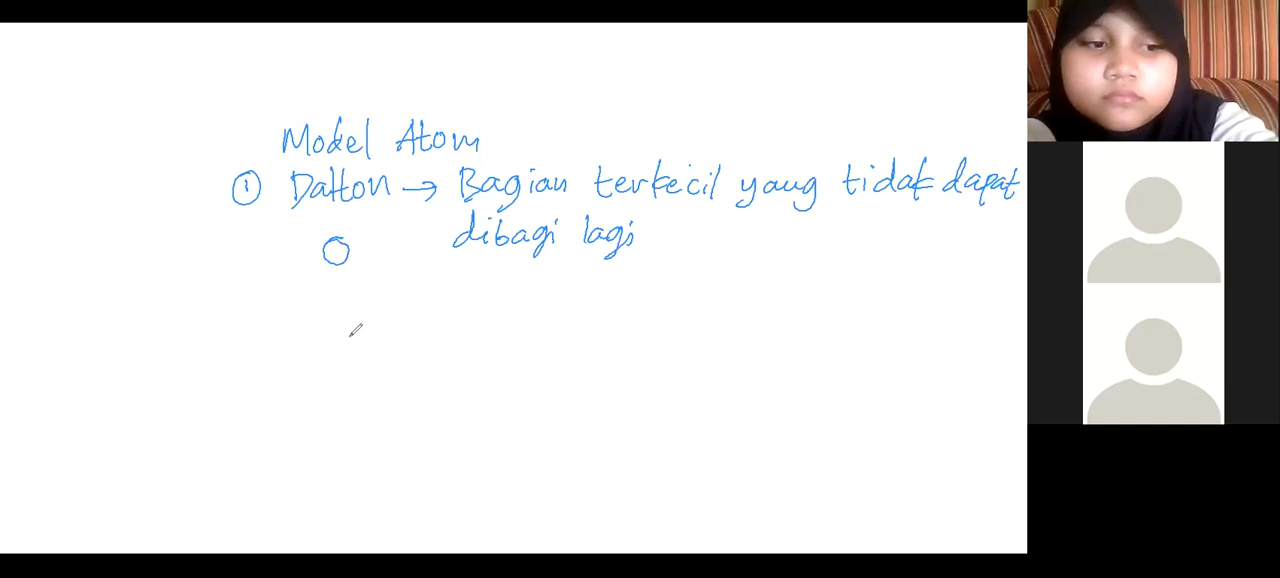 Model Atom
① Dalton → Bagian terkecil yang tidak dapat
dibagi lagi